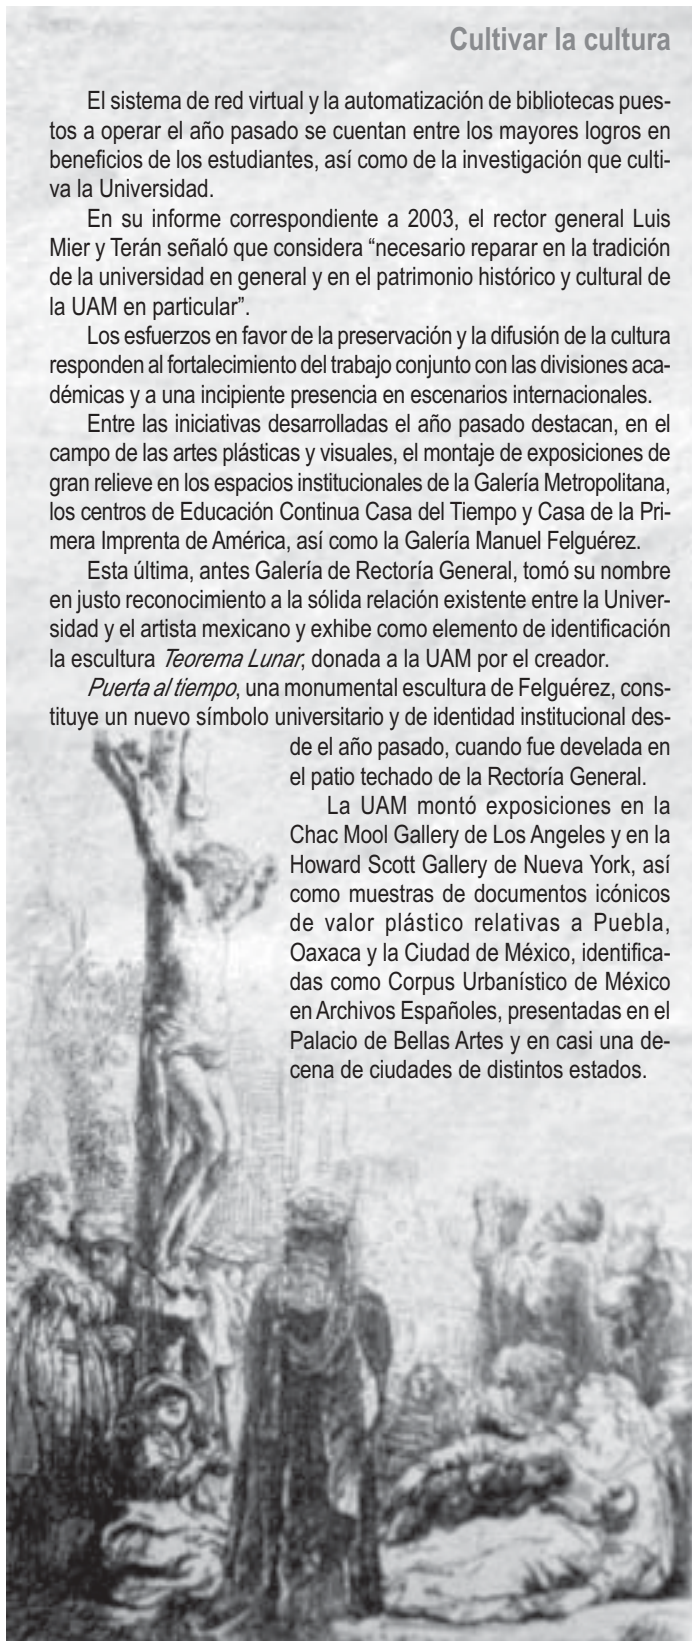 Cultivar la cultura
El sistema de red virtual y la automatización de bibliotecas pues-
tos a operar el año pasado se cuentan entre los mayores logros en
beneficios de los estudiantes, así como de la investigación que culti-
va la Universidad.
En su informe correspondiente a 2003, el rector general Luis
Mier y Terán señaló que considera “necesario reparar en la tradición
de la universidad en general y en el patrimonio histórico y cultural de
la UAM en particular”.
Los esfuerzos en favor de la preservación y la difusión de la cultura
responden al fortalecimiento del trabajo conjunto con las divisiones aca-
démicas y a una incipiente presencia en escenarios internacionales.
Entre las iniciativas desarrolladas el año pasado destacan, en el
campo de las artes plásticas y visuales, el montaje de exposiciones de
gran relieve en los espacios institucionales de la Galería Metropolitana,
los centros de Educación Continua Casa del Tiempo y Casa de la Pri-
mera Imprenta de América, así como la Galería Manuel Felguérez.
Esta última, antes Galería de Rectoría General, tomó su nombre
en justo reconocimiento a la sólida relación existente entre la Univer-
sidad y el artista mexicano y exhibe como elemento de identificación
la escultura Teorema Lunar, donada a la UAM por el creador.
Puerta al tiempo, una monumental escultura de Felguérez, cons-
tituye un nuevo símbolo universitario y de identidad institucional des-
de el año pasado, cuando fue develada en
el patio techado de la Rectoría General.
La UAM montó exposiciones en la
Chac Mool Gallery de Los Angeles y en la
Howard Scott Gallery de Nueva York, así
como muestras de documentos icónicos
de valor plástico relativas a Puebla,
Oaxaca y la Ciudad de México, identifica-
das como Corpus Urbanístico de México
en Archivos Españoles, presentadas en el
Palacio de Bellas Artes y en casi una de-
cena de ciudades de distintos estados.